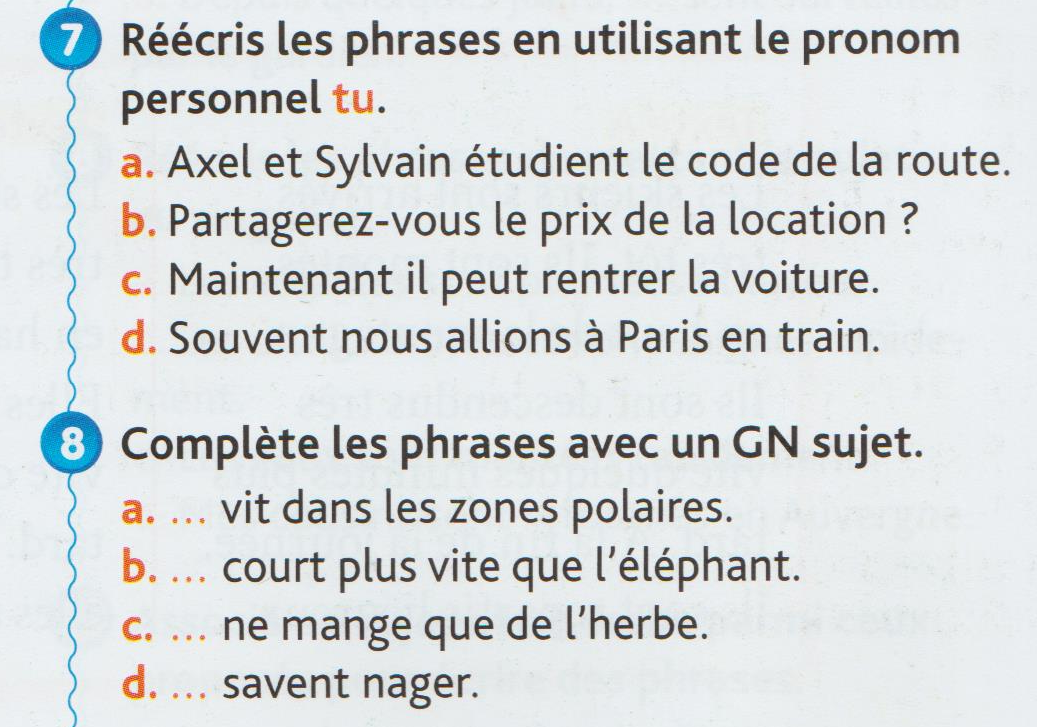 7 Réécris les phrases en utilisant le pronom
personnel tu.
a. Axel et Sylvain étudient le code de la route.
b. Partagerez-vous le prix de la location ?
c. Maintenant il peut rentrer la voiture.
d. Souvent nous allions à Paris en train.
8 Complète les phrases avec un GN sujet.
a. ... vit dans les zones polaires.
b. ... court plus vite que l'éléphant.
c. ... ne mange que de l'herbe.
d. ... savent nager.